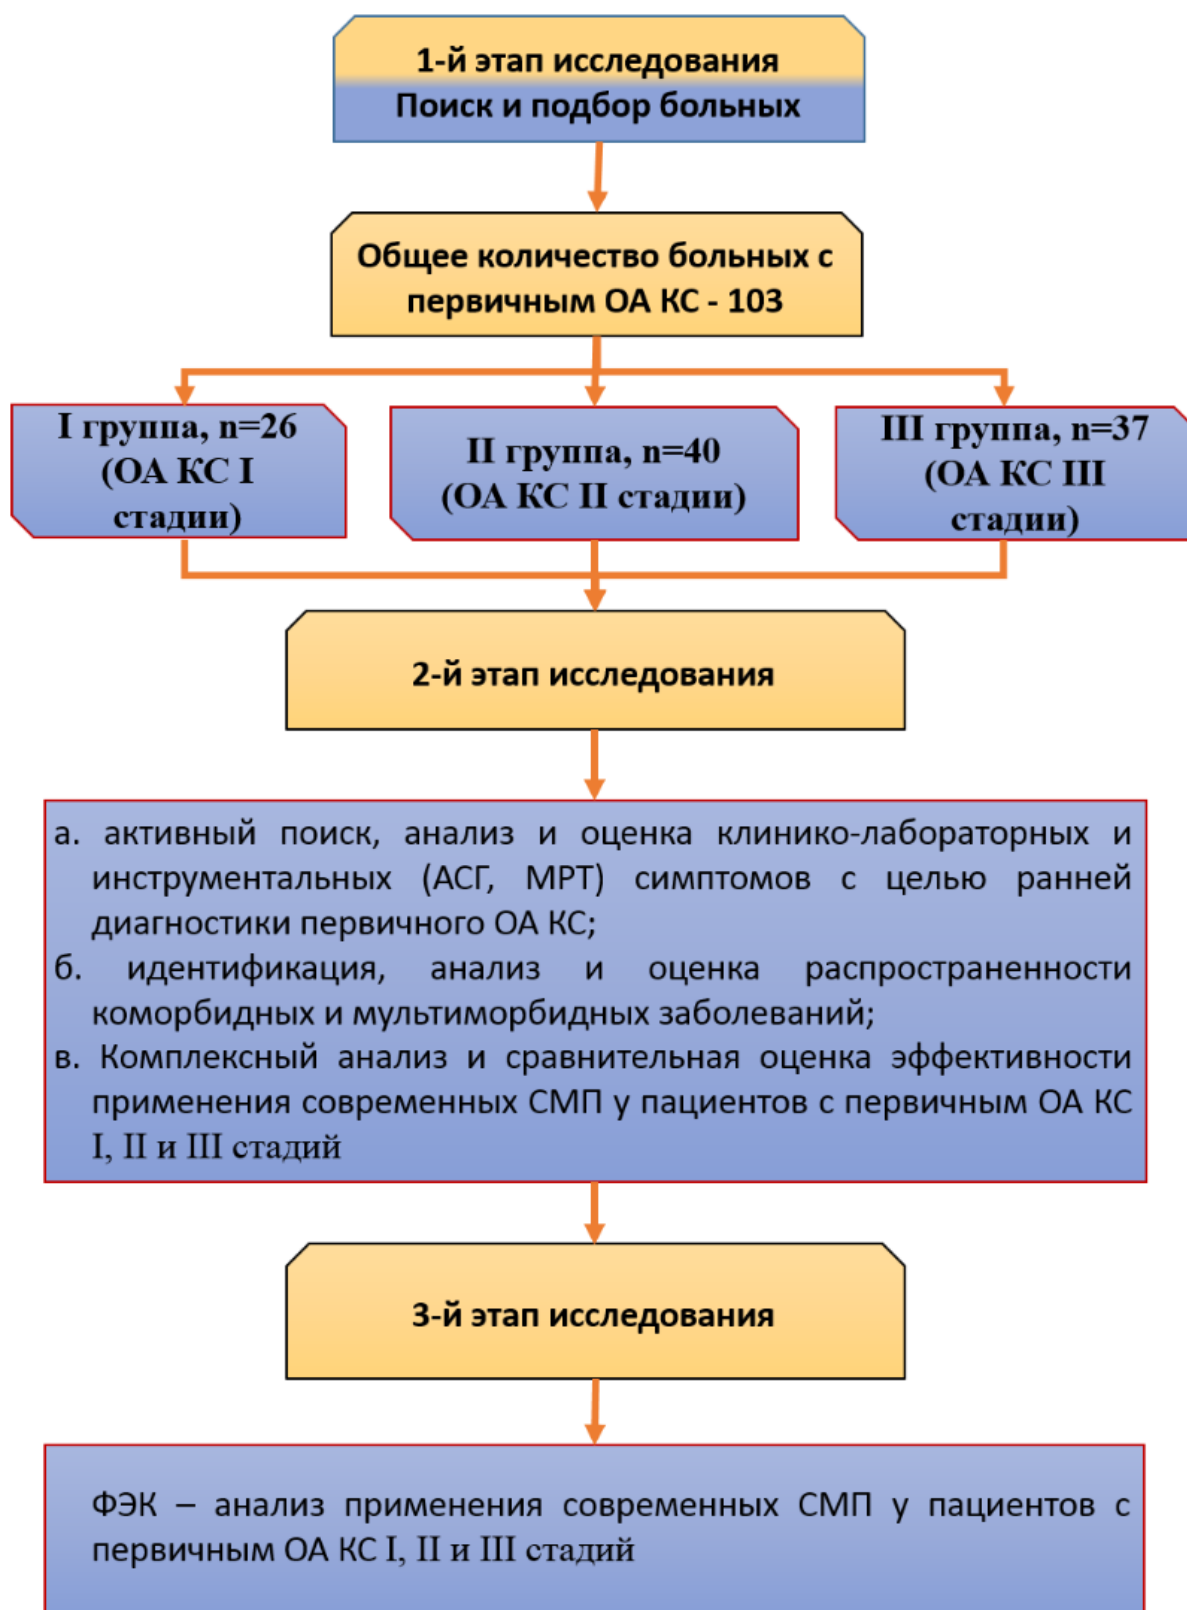 1-й этап исследования
Поиск и подбор больных
Общее количество больных с
первичным ОА КС - 103
I группа, n=26
(ОА КС I
стадии)
II группа, n=40
(ОА КС II стадии)
III группа, n=37
(ОА КС III
стадии)
2-й этап исследования
а. активный поиск, анализ и оценка клинико-лабораторных и
инструментальных (АСГ, МРТ) симптомов с целью ранней
диагностики первичного ОА КС;
б. идентификация, анализ и оценка распространенности
коморбидных и мультиморбидных заболеваний;
в. Комплексный анализ и сравнительная оценка эффективности
применения современных СМП у пациентов с первичным ОА КС
I, II и III стадий
3-й этап исследования
ФЭК – анализ применения современных СМП у пациентов с
первичным ОА КС I, II и III стадий